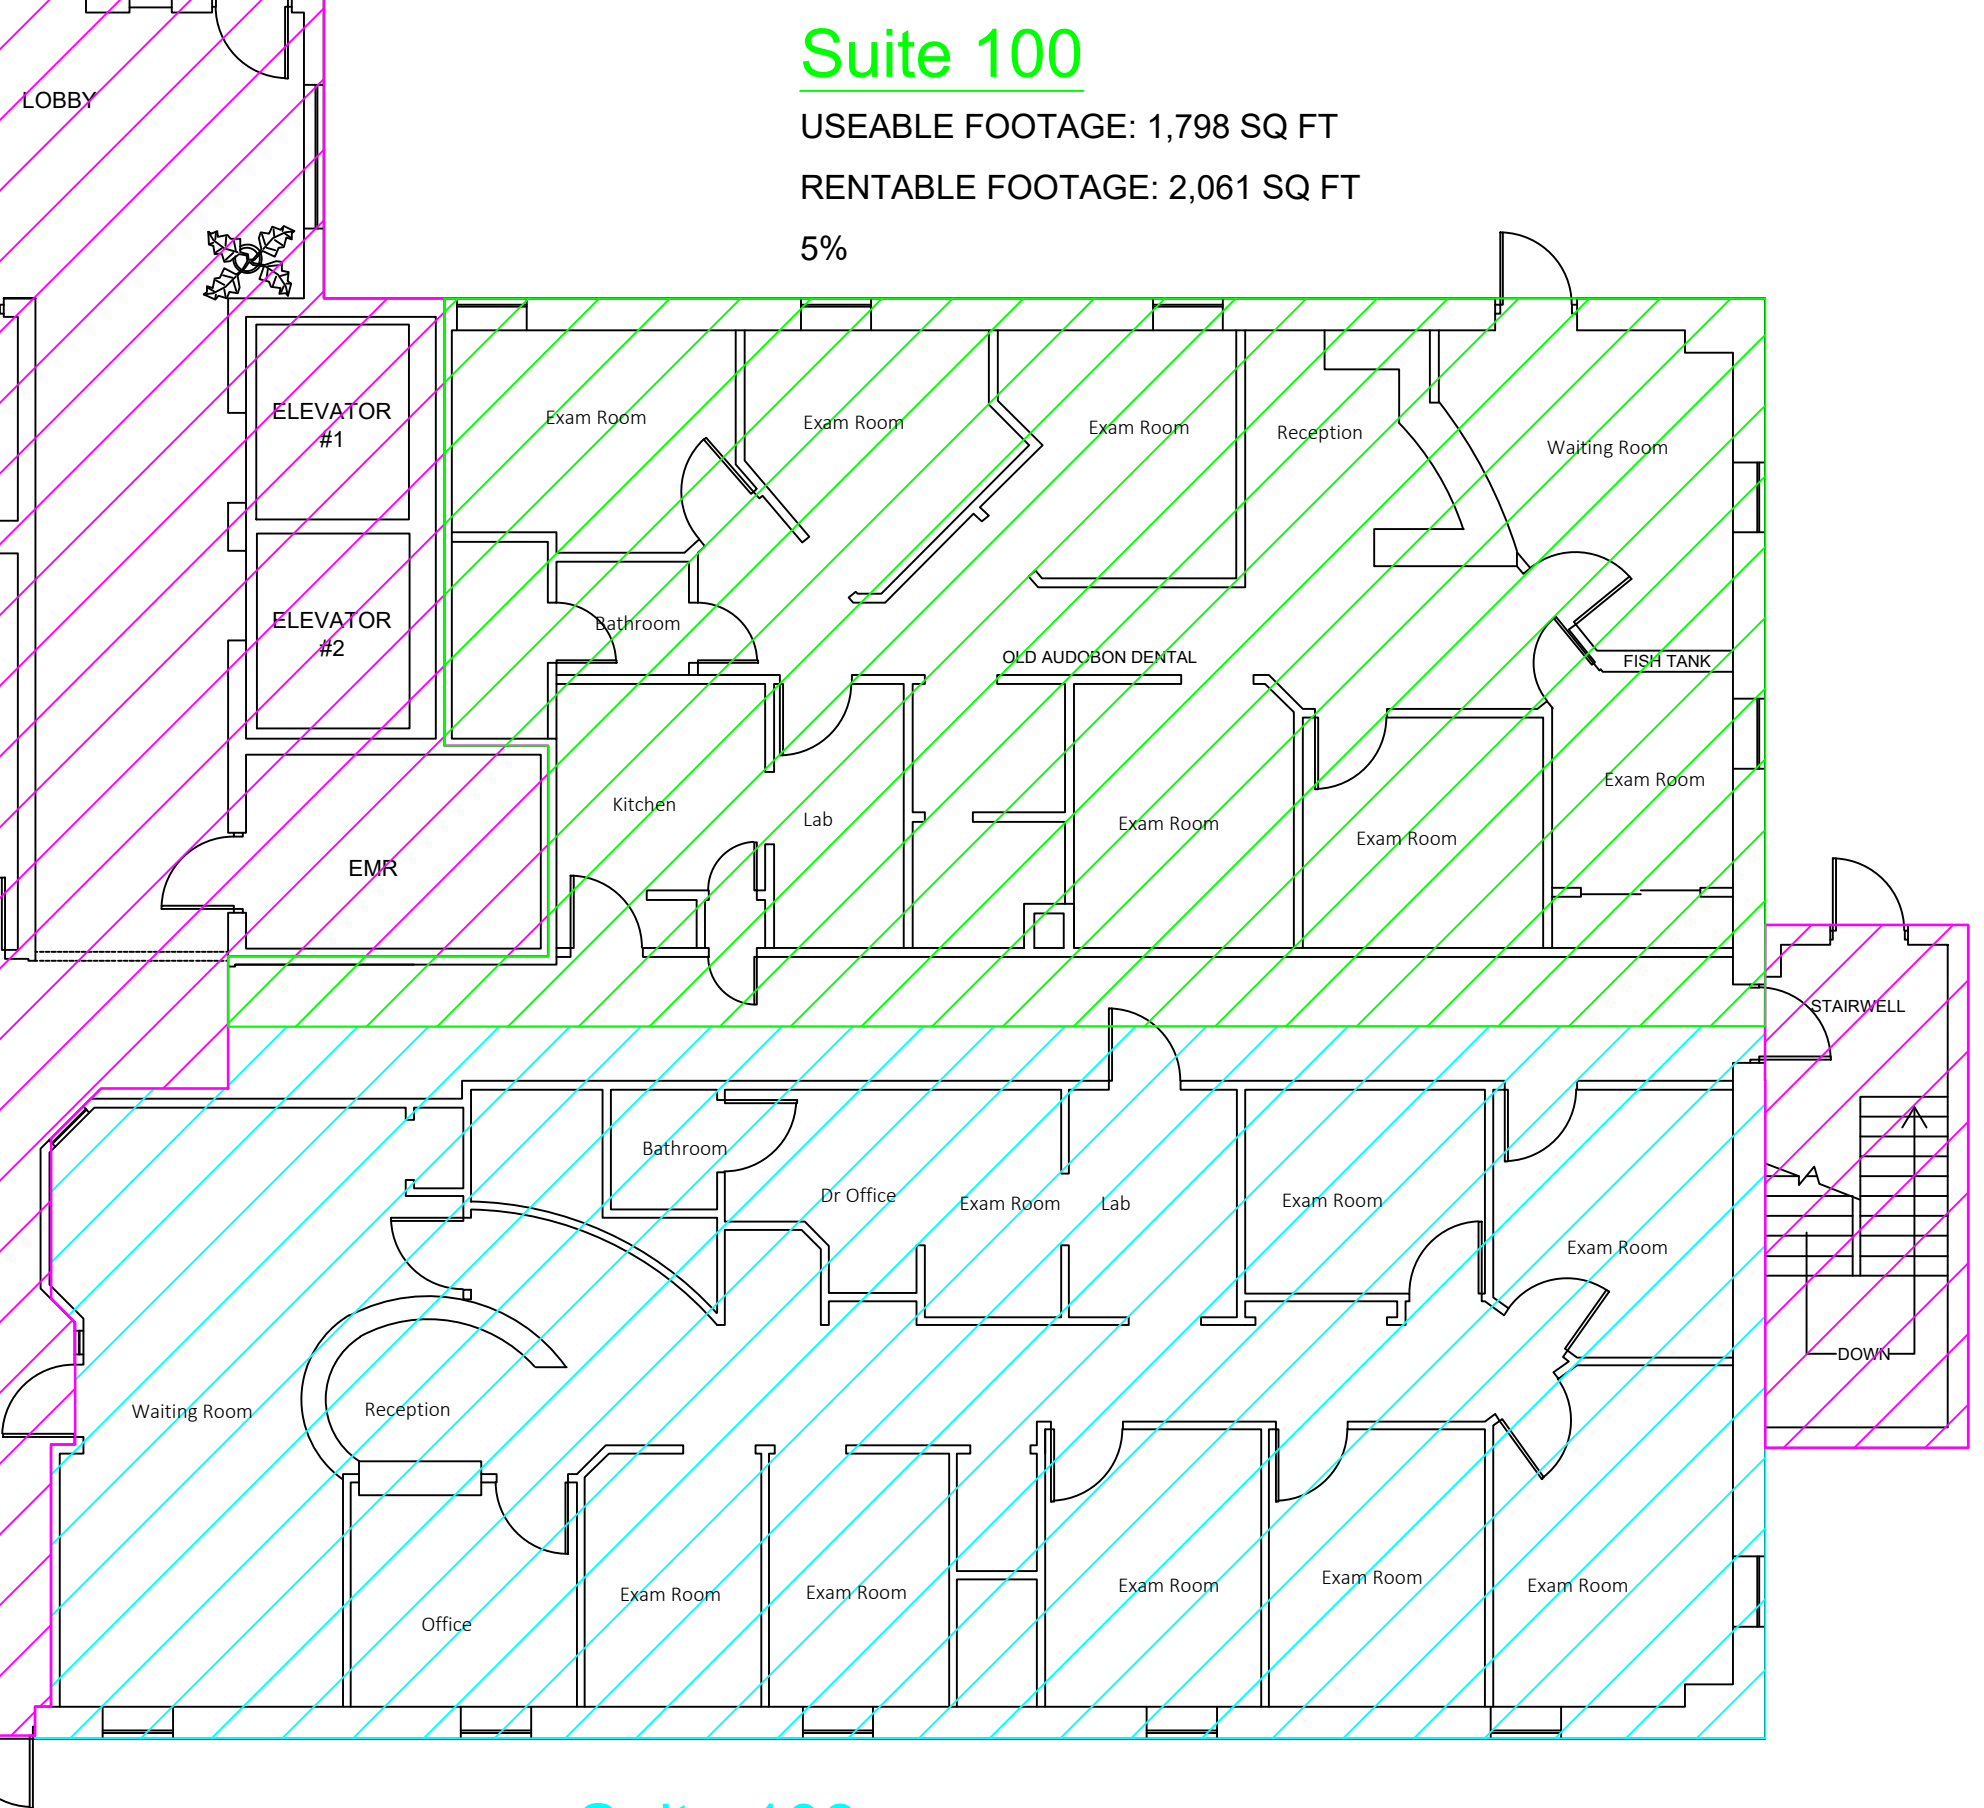 Suite 100
USEABLE FOOTAGE: 1,798 SQ FT
RENTABLE FOOTAGE: 2,061 SQ FT
5%
LOBBY
ELEVATOR
#1
Exam Room
Exam Room
Exam Room
Reception
Waiting Room
ELEVATOR
#2
Bathroom
OLD AUDOBON DENTAL
FISH TANK
Kitchen
Lab
Exam Room
Exam Room
Exam Room
EMR
STAIRWELL
Bathroom
Dr Office
Exam Room
Lab
Exam Room
Exam Room
DOWN
Waiting Room
Reception
Office
Exam Room
Exam Room
Exam Room
Exam Room
Exam Room